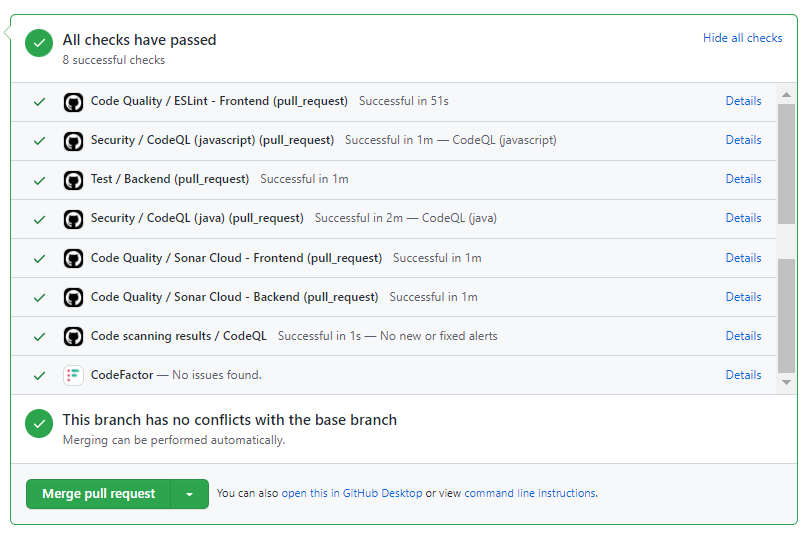 All checks have passed
Hide all checks
8 successful checks
Code Quality / ESLint - Frontend (pull_request) Successful in 51s Details
Security / CodeQL (javascript) (pull_request) Successful in 1m — CodeQL (javascript) Details
Test / Backend (pull_request) Successful in 1m Details
Security / CodeQL (java) (pull_request) Successful in 2m — CodeQL (java) Details
Code Quality / Sonar Cloud - Frontend (pull_request) Successful in 1m Details
Code Quality / Sonar Cloud - Backend (pull_request) Successful in 1m Details
Code scanning results / CodeQL Successful in 1s — No new or fixed alerts Details
CodeFactor — No issues found. Details
This branch has no conflicts with the base branch
Merging can be performed automatically.
Merge pull request You can also open this in GitHub Desktop or view command line instructions.